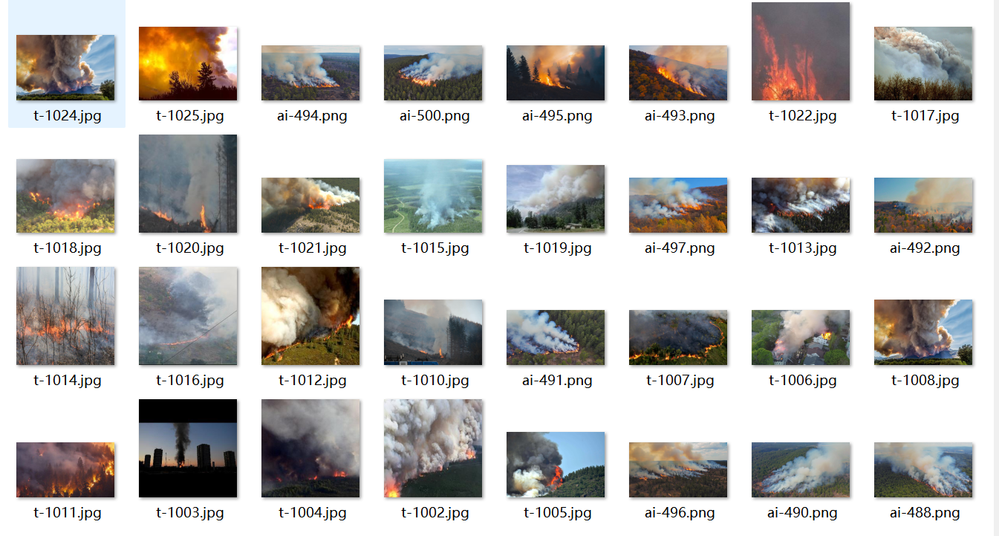 t-1024.jpg t-1025.jpg ai-494.png ai-500.png ai-495.png ai-493.png t-1022.jpg t-1017.jpg
t-1018.jpg t-1020.jpg t-1021.jpg t-1015.jpg t-1019.jpg ai-497.png t-1013.jpg ai-492.png
t-1014.jpg t-1016.jpg t-1012.jpg t-1010.jpg ai-491.png t-1007.jpg t-1006.jpg t-1008.jpg
t-1011.jpg t-1003.jpg t-1004.jpg t-1002.jpg t-1005.jpg ai-496.png ai-490.png ai-488.png